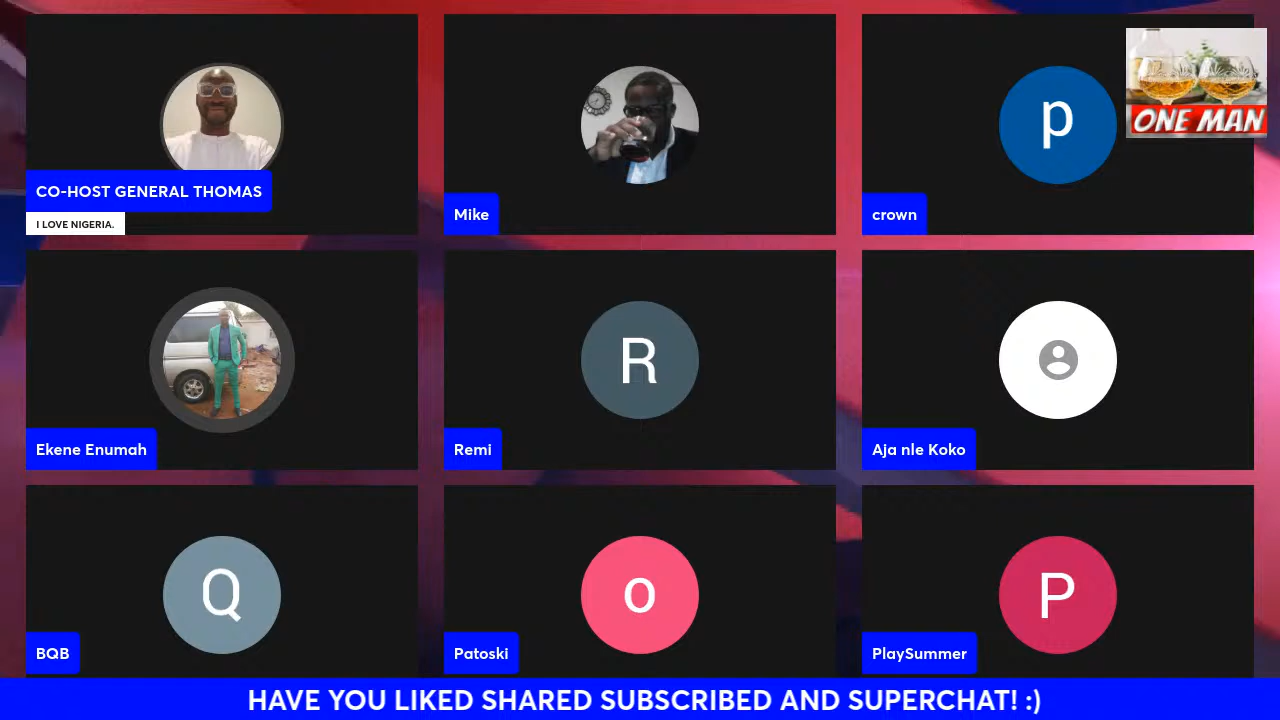 CO-HOST GENERAL THOMAS
I LOVE NIGERIA.
Mike
p
crown
ONE MAN
Ekene Enumah
R
Remi
Aja nle Koko
Q
BQB
o
Patoski
P
PlaySummer
HAVE YOU LIKED SHARED SUBSCRIBED AND SUPERCHAT! :)